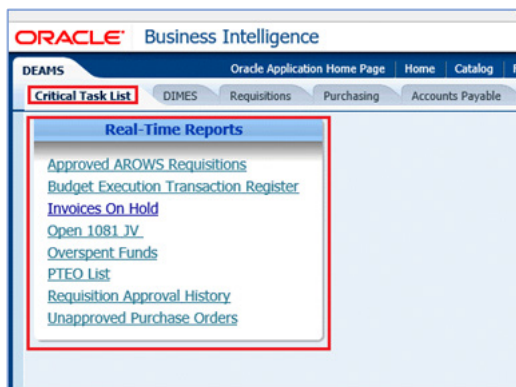 ORACLE Business Intelligence
DEAMS Oracle Application Home Page Home Catalog
Critical Task List DIMES Requisitions Purchasing Accounts Payable
Real-Time Reports
Approved AROWS Requisitions
Budget Execution Transaction Register
Invoices On Hold
Open 1081 JV
Overspent Funds
PTEO List
Requisition Approval History
Unapproved Purchase Orders